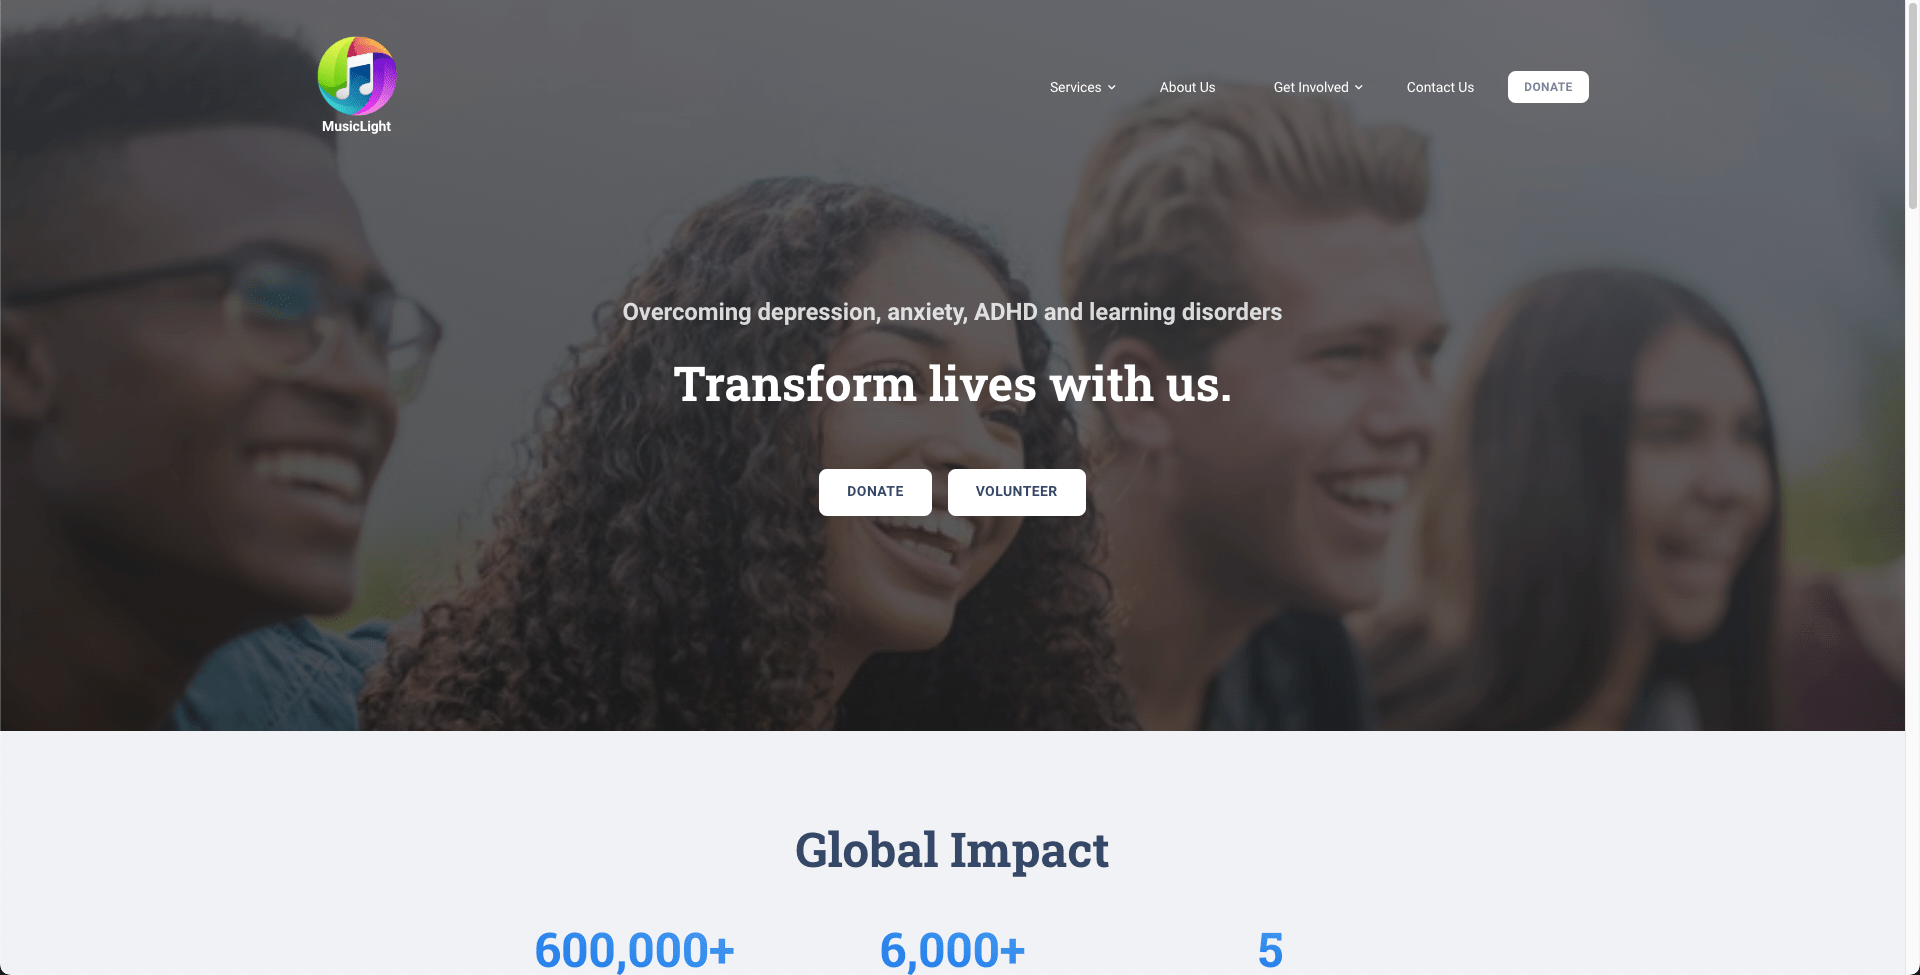 MusicLight
Services
About Us
Get Involved
Contact Us
DONATE
Overcoming depression, anxiety, ADHD and learning disorders
Transform lives with us.
DONATE
VOLUNTEER
Global Impact
600,000+
6,000+
5